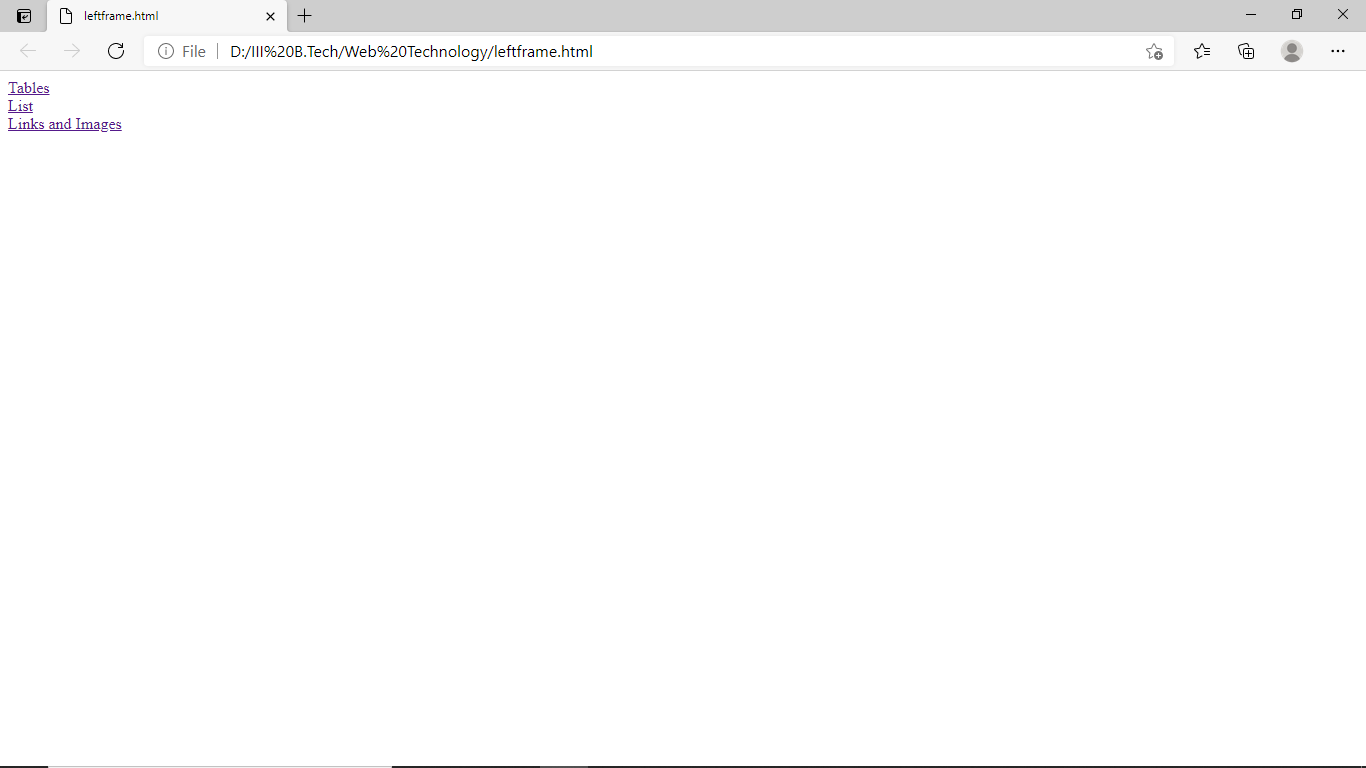 leftframe.html
File D:/III%20B.Tech/Web%20Technology/leftframe.html
Tables
List
Links and Images